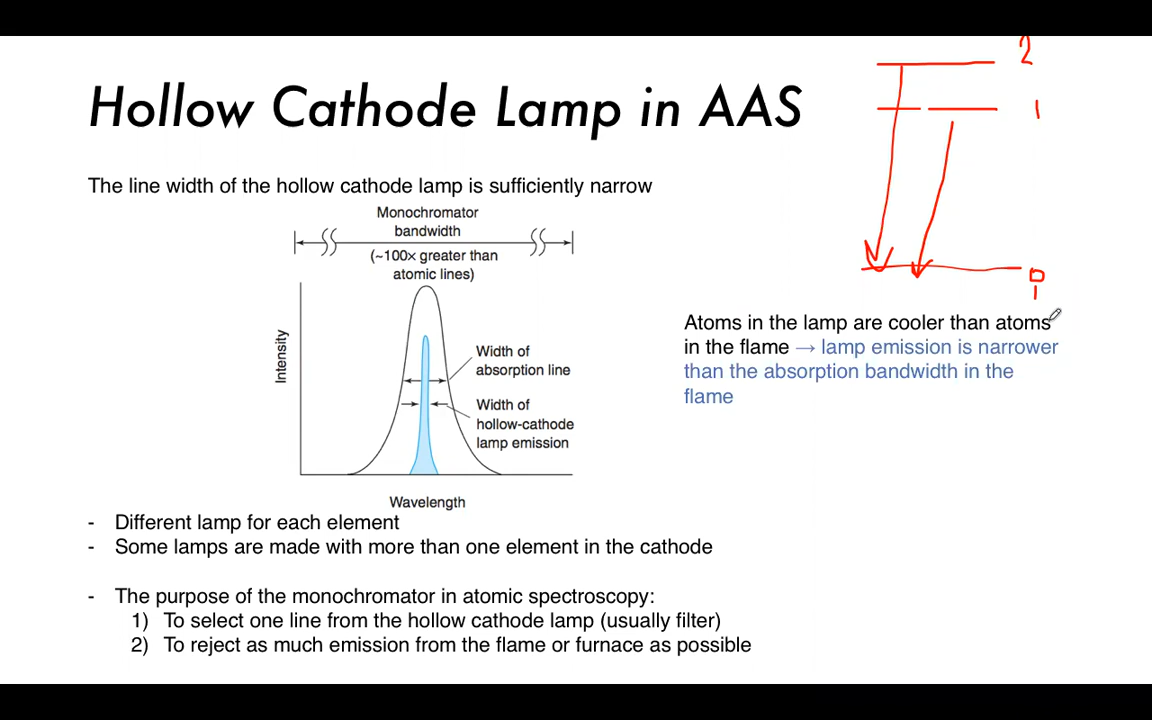 Hollow Cathode Lamp in AAS
2
1
The line width of the hollow cathode lamp is sufficiently narrow
Monochromator
bandwidth
(~100x greater than
atomic lines)
Intensity
Width of
absorption line
Width of
hollow-cathode
lamp emission
Wavelength
Atoms in the lamp are cooler than atoms
in the flame → lamp emission is narrower
than the absorption bandwidth in the
flame
- Different lamp for each element
- Some lamps are made with more than one element in the cathode
- The purpose of the monochromator in atomic spectroscopy:
1) To select one line from the hollow cathode lamp (usually filter)
2) To reject as much emission from the flame or furnace as possible